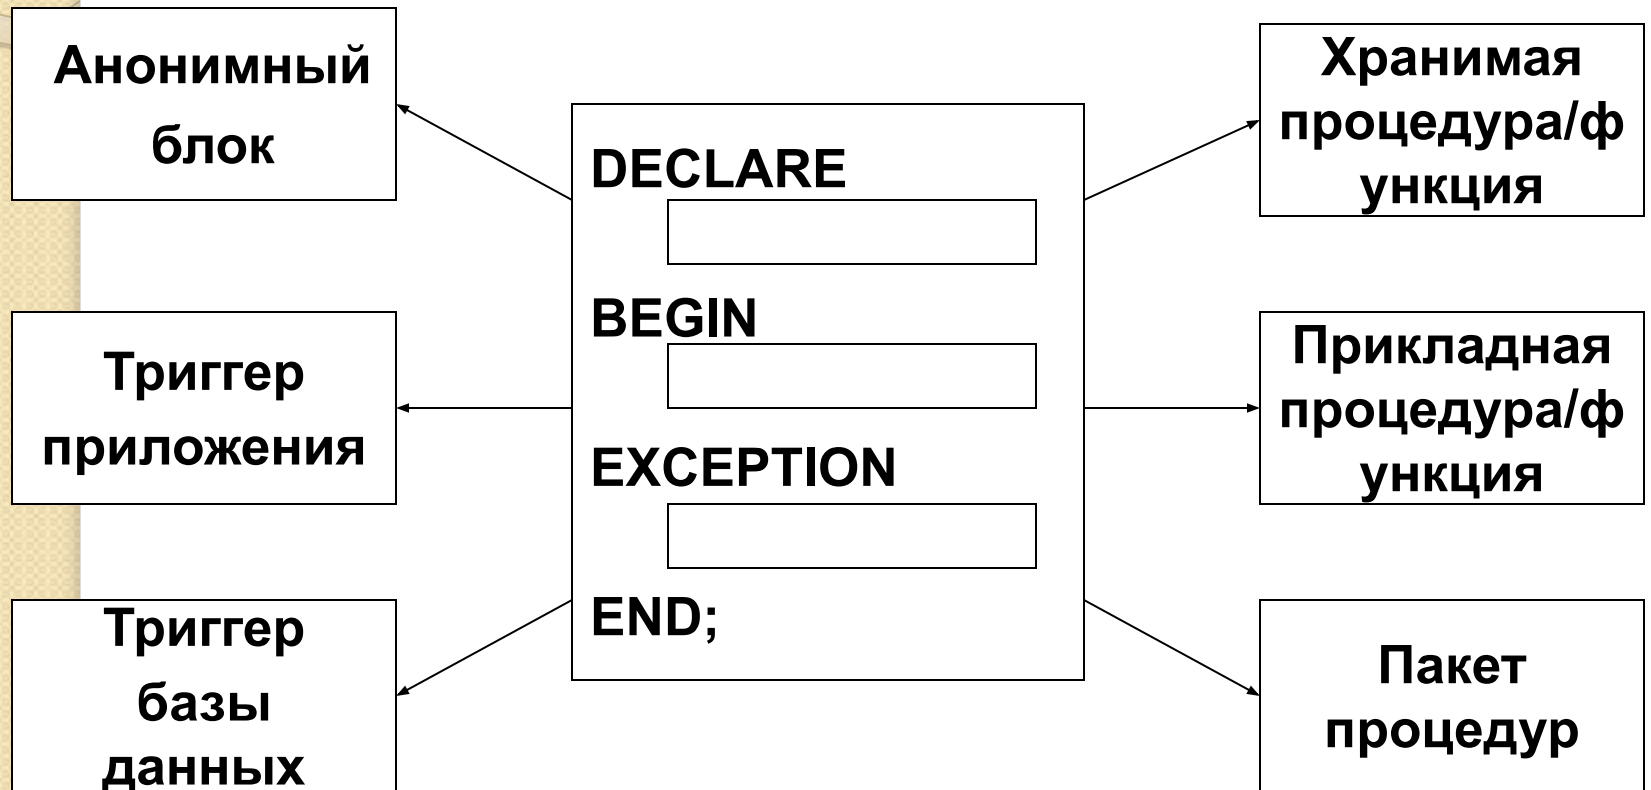 Анонимный
блок
Триггер
приложения
Триггер
базы
данных
DECLARE
BEGIN
EXCEPTION
END;
Хранимая
процедура/ф
ункция
Прикладная
процедура/ф
ункция
Пакет
процедур